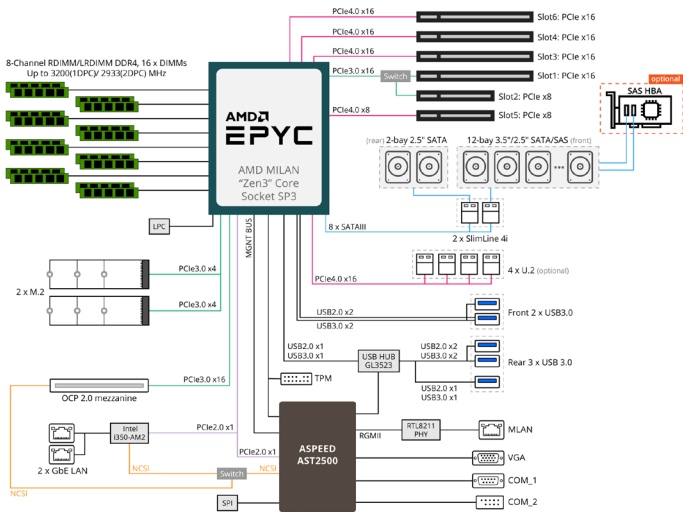 PCIe4.0 x16
Slot6: PCIe x16
PCIe4.0 x16
Slot4: PCIe x16
PCIe4.0 x16
Slot3: PCIe x16
PCIe3.0 x16
Switch
Slot1: PCIe x16
Slot2: PCIe x8
PCIe4.0 x8
Slot5: PCIe x8
8-Channel RDIMM/LRDIMM DDR4, 16 x DIMMs
Up to 3200(1DPC)/ 2933(2DPC) MHz
optional
SAS HBA
AMD
EPYC
AMD MILAN
“Zen3” Core
Socket SP3
(rear) 2-bay 2.5" SATA
12-bay 3.5"/2.5" SATA/SAS (front)
LPC
MGNT BUS
8 x SATAIII
2 x SlimLine 4i
2 x M.2
PCIe3.0 x4
PCIe3.0 x4
PCIe4.0 x16
4 x U.2 (optional)
USB2.0 x2
USB3.0 x2
Front 2 x USB3.0
USB2.0 x1
USB3.0 x1
USB HUB
GL3523
USB2.0 x2
USB3.0 x2
Rear 3 x USB 3.0
USB2.0 x1
USB3.0 x1
PCIe3.0 x16
OCP 2.0 mezzanine
TPM
PCIe2.0 x1
Intel
i350-AM2
2 x GbE LAN
PCIe2.0 x1
NCSI
Switch
NCSI
NCSI
SPI
ASPEED
AST2500
RGMII
RTL8211
PHY
MLAN
VGA
COM_1
COM_2